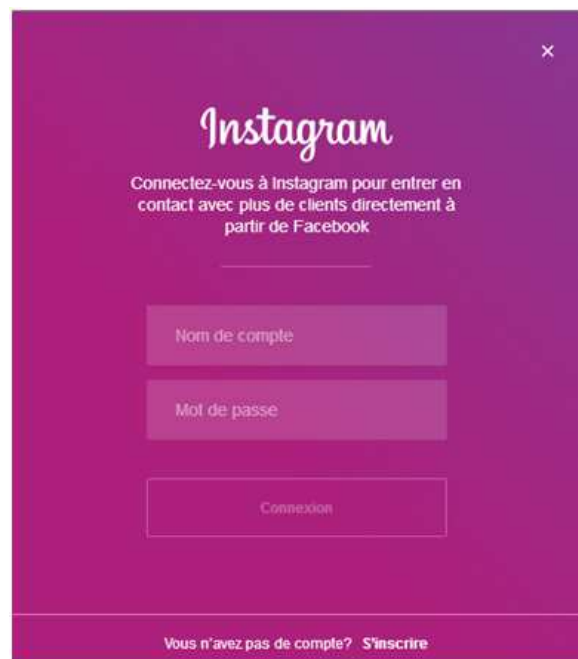 Instagram
Connectez-vous à Instagram pour entrer en
contact avec plus de clients directement à
partir de Facebook
Nom de compte
Mot de passe
Connexion
Vous n'avez pas de compte? S'inscrire